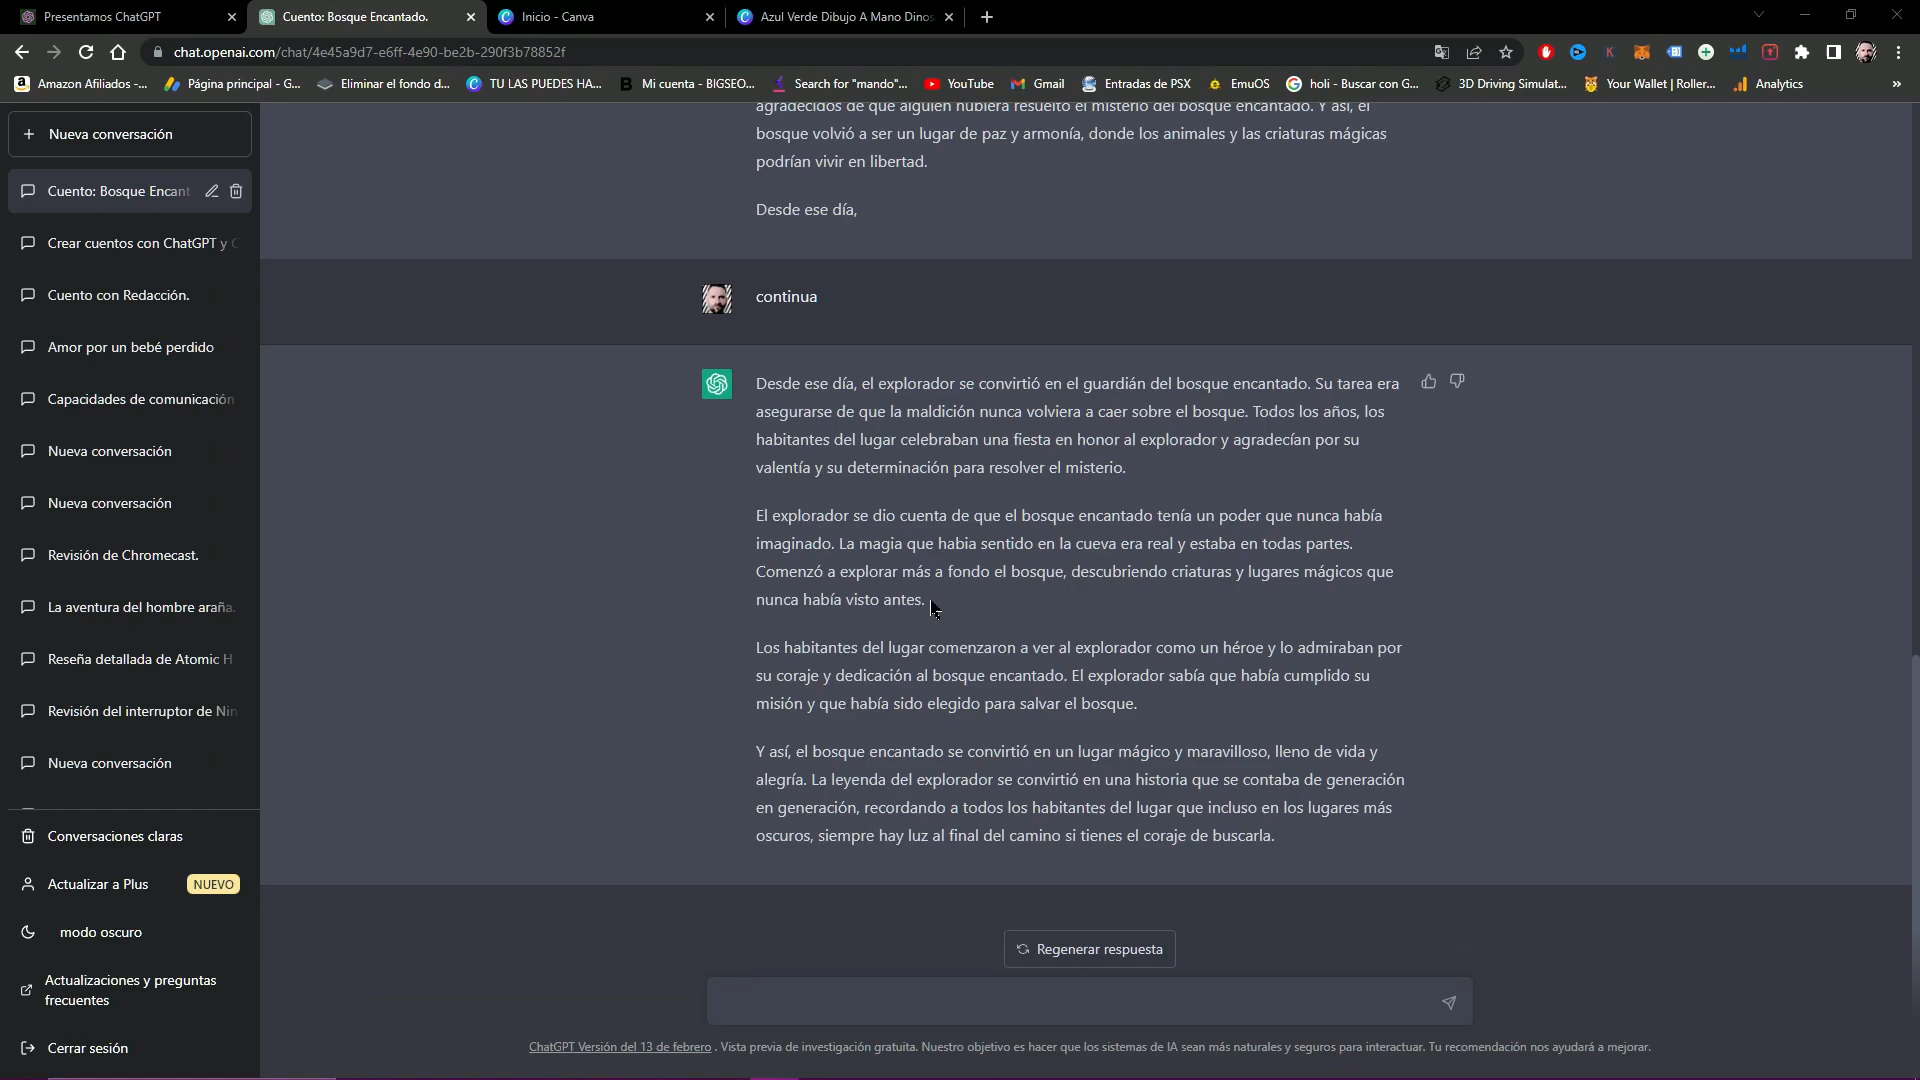 Presentamos ChatGPT
Cuento: Bosque Encantado.
Inicio - Canva
Azul Verde Dibujo A Mano Dinos
chat.openai.com/chat/4e45a9d7-e6ff-4e90-be2b-290f3b78852f
Amazon Afiliados -...
Página principal - G...
Eliminar el fondo d...
TU LAS PUEDES HA...
Mi cuenta - BIGSEO...
Search for "mando"...
YouTube
Gmail
Entradas de PSX
EmuOS
holi - Buscar con G...
3D Driving Simulat...
Your Wallet | Roller...
Analytics
»
+ Nueva conversación
Cuento: Bosque Encant
Crear cuentos con ChatGPT y C
Cuento con Redacción.
Amor por un bebé perdido
Capacidades de comunicación
Nueva conversación
Nueva conversación
Revisión de Chromecast.
La aventura del hombre araña.
Reseña detallada de Atomic H
Revisión del interruptor de Nin
Nueva conversación
Conversaciones claras
Actualizar a Plus NUEVO
modo oscuro
Actualizaciones y preguntas
frecuentes
Cerrar sesión
agradecidos de que alguien hubiera resuelto el misterio del bosque encantado. Y así, el
bosque volvió a ser un lugar de paz y armonía, donde los animales y las criaturas mágicas
podrían vivir en libertad.
Desde ese día,
continua
Desde ese día, el explorador se convirtió en el guardián del bosque encantado. Su tarea era
asegurarse de que la maldición nunca volviera a caer sobre el bosque. Todos los años, los
habitantes del lugar celebraban una fiesta en honor al explorador y agradecían por su
valentía y su determinación para resolver el misterio.
El explorador se dio cuenta de que el bosque encantado tenía un poder que nunca había
imaginado. La magia que habia sentido en la cueva era real y estaba en todas partes.
Comenzó a explorar más a fondo el bosque, descubriendo criaturas y lugares mágicos que
nunca había visto antes.
Los habitantes del lugar comenzaron a ver al explorador como un héroe y lo admiraban por
su coraje y dedicación al bosque encantado. El explorador sabía que había cumplido su
misión y que había sido elegido para salvar el bosque.
Y así, el bosque encantado se convirtió en un lugar mágico y maravilloso, lleno de vida y
alegría. La leyenda del explorador se convirtió en una historia que se contaba de generación
en generación, recordando a todos los habitantes del lugar que incluso en los lugares más
oscuros, siempre hay luz al final del camino si tienes el coraje de buscarla.
Regenerar respuesta
ChatGPT Versión del 13 de febrero . Vista previa de investigación gratuita. Nuestro objetivo es hacer que los sistemas de IA sean más naturales y seguros para interactuar. Tu recomendación nos ayudará a mejorar.